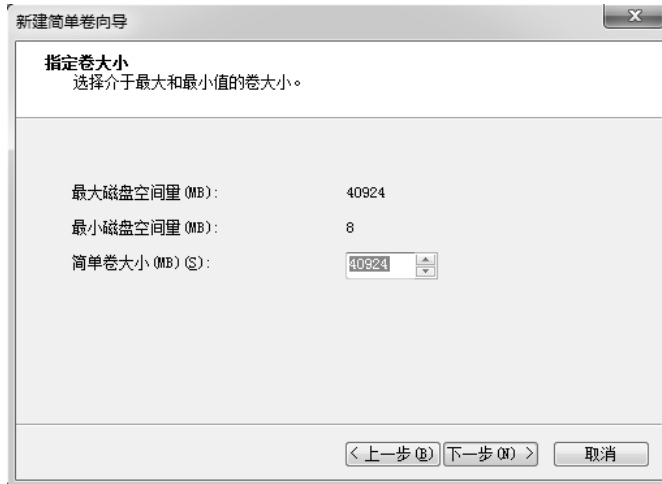 新建简单卷向导
指定卷大小
选择介于最大和最小值的卷大小。
最大磁盘空间量(MB): 40924
最小磁盘空间量(MB): 8
简单卷大小(MB)(S): 40924
< 上一步(B) 下一步(N) > 取消